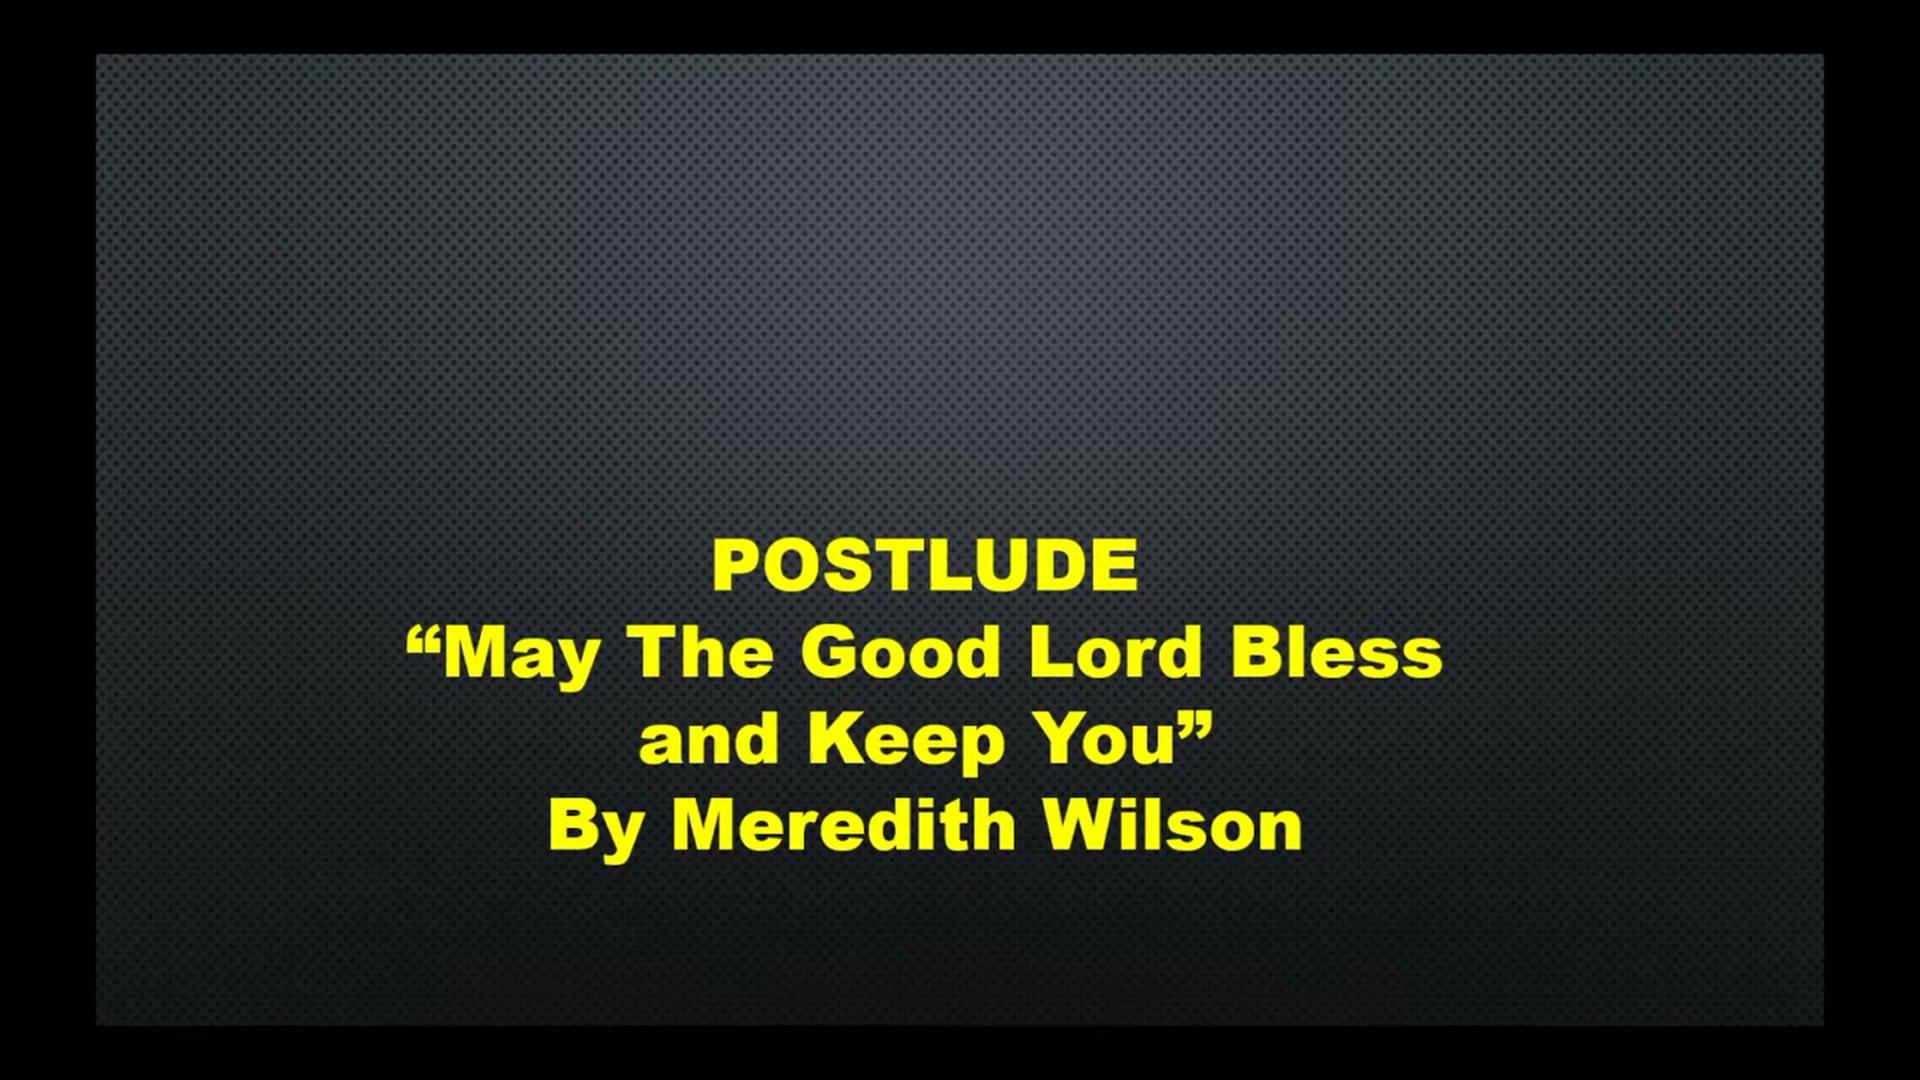 POSTLUDE
“May The Good Lord Bless
and Keep You”
By Meredith Wilson